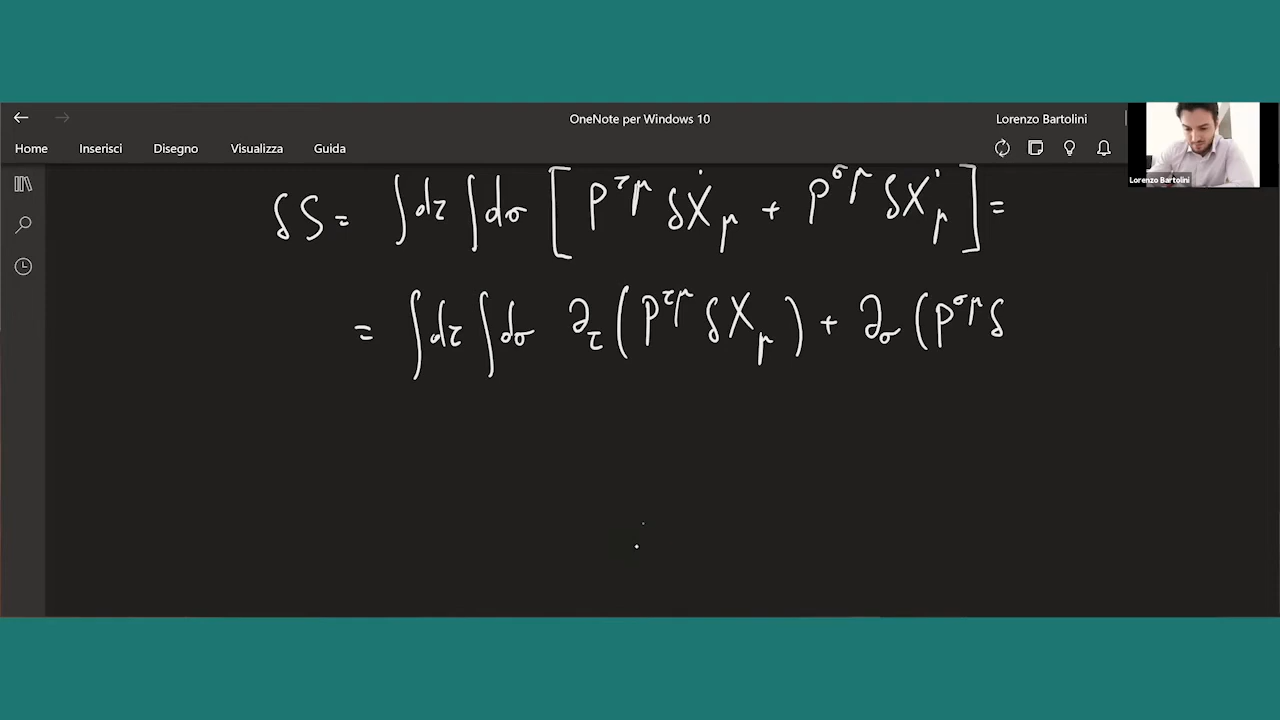 OneNote per Windows 10
Lorenzo Bartolini
Home Inserisci Disegno Visualizza Guida
Lorenzo Bartolini
δS = ∫dτ ∫dσ [ P^{τμ} δẊ_μ + P^{σμ} δX'_μ ] =
= ∫dτ ∫dσ ∂_τ ( P^{τμ} δX_μ ) + ∂_σ ( P^{σμ} δ